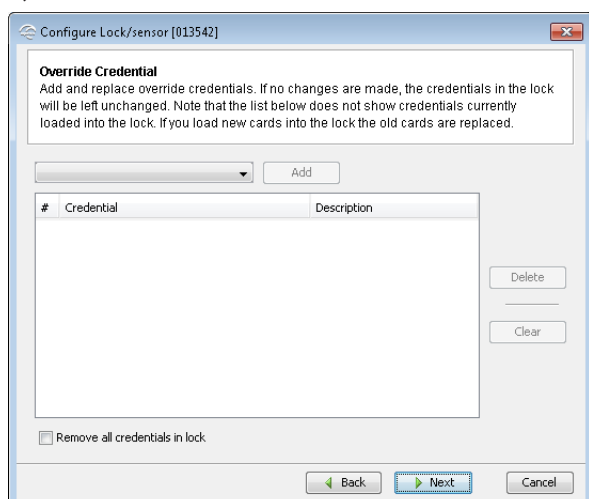 Configure Lock/sensor [013542]
Override Credential
Add and replace override credentials. If no changes are made, the credentials in the lock
will be left unchanged. Note that the list below does not show credentials currently
loaded into the lock. If you load new cards into the lock the old cards are replaced.
Add
# Credential Description
Delete
Clear
Remove all credentials in lock
Back Next Cancel